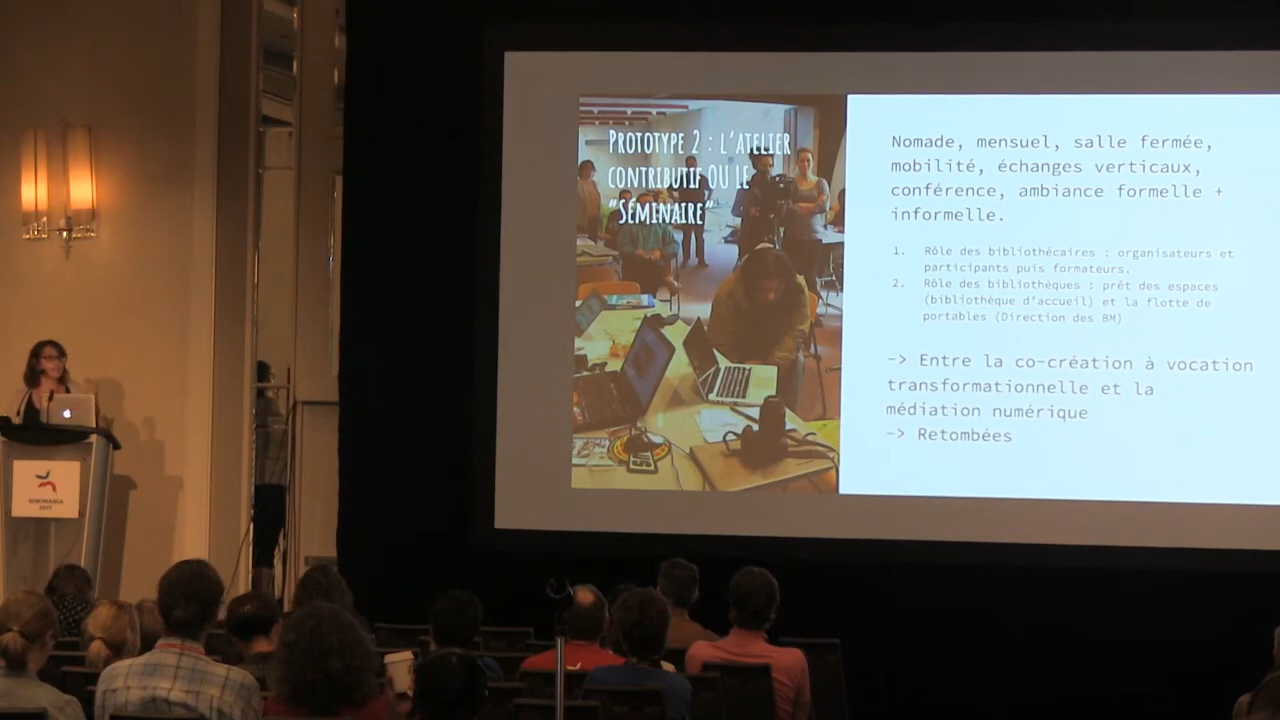 PROTOTYPE 2 : L'ATELIER
CONTRIBUTIF OU LE
"SÉMINAIRE"
Nomade, mensuel, salle fermée,
mobilité, échanges verticaux,
conférence, ambiance formelle +
informelle.
1. Rôle des bibliothécaires : organisateurs et
participants puis formateurs.
2. Rôle des bibliothèques : prêt des espaces
(bibliothèque d'accueil) et la flotte de
portables (Direction des BM)
-> Entre la co-création à vocation
transformationnelle et la
médiation numérique
-> Retombées
WIKIMANIA
2017